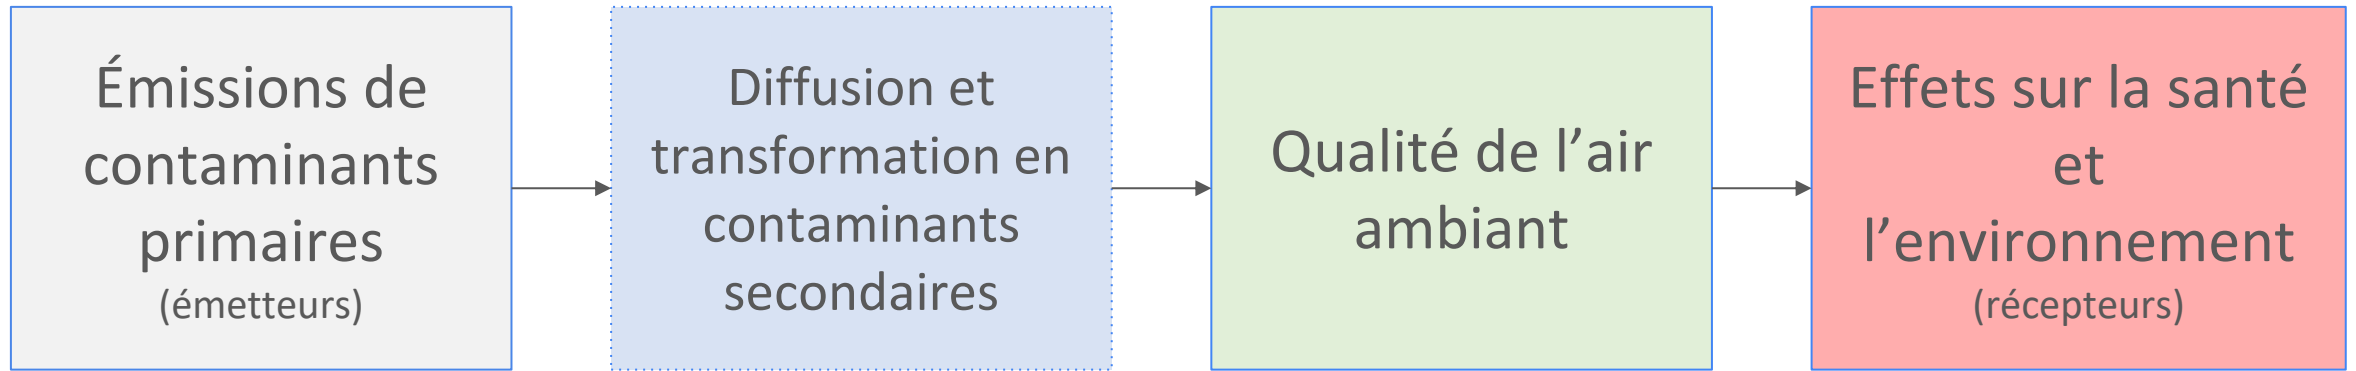 Émissions de
contaminants
primaires
(émetteurs)
Diffusion et
transformation en
contaminants
secondaires
Qualité de l’air
ambiant
Effets sur la santé
et
l’environnement
(récepteurs)